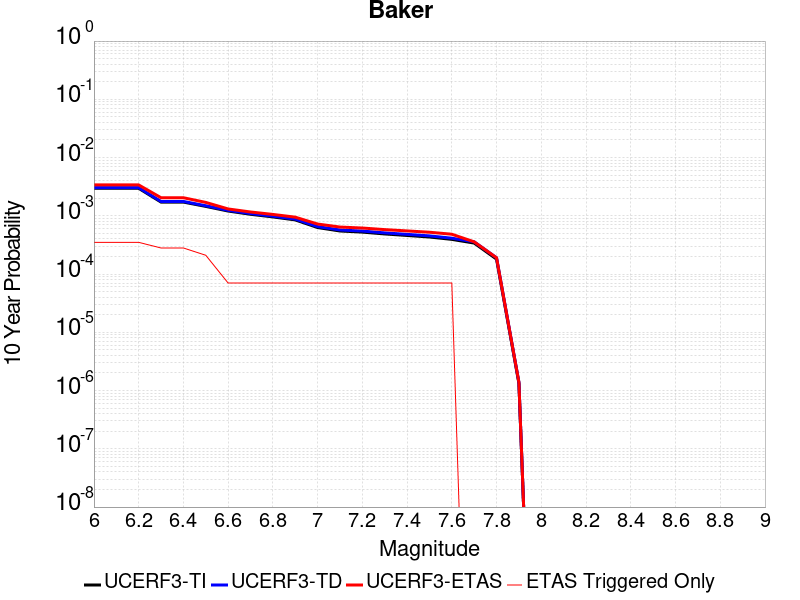 Baker
10 0
10 -1
10 -2
10 -3
10 -4
10 -5
10 -6
10 -7
10 -8
10 Year Probability
6 6.2 6.4 6.6 6.8 7 7.2 7.4 7.6 7.8 8 8.2 8.4 8.6 8.8 9
Magnitude
UCERF3-TI UCERF3-TD UCERF3-ETAS ETAS Triggered Only